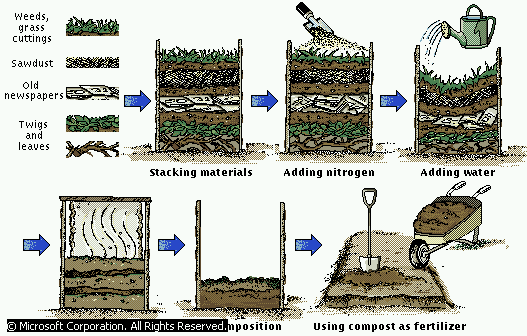 Weeds,
grass
cuttings
Sawdust
Old
newspapers
Twigs
and
leaves
Stacking materials
Adding nitrogen
Adding water
© Microsoft Corporation. All Rights Reserved.
mposition
Using compost as fertilizer